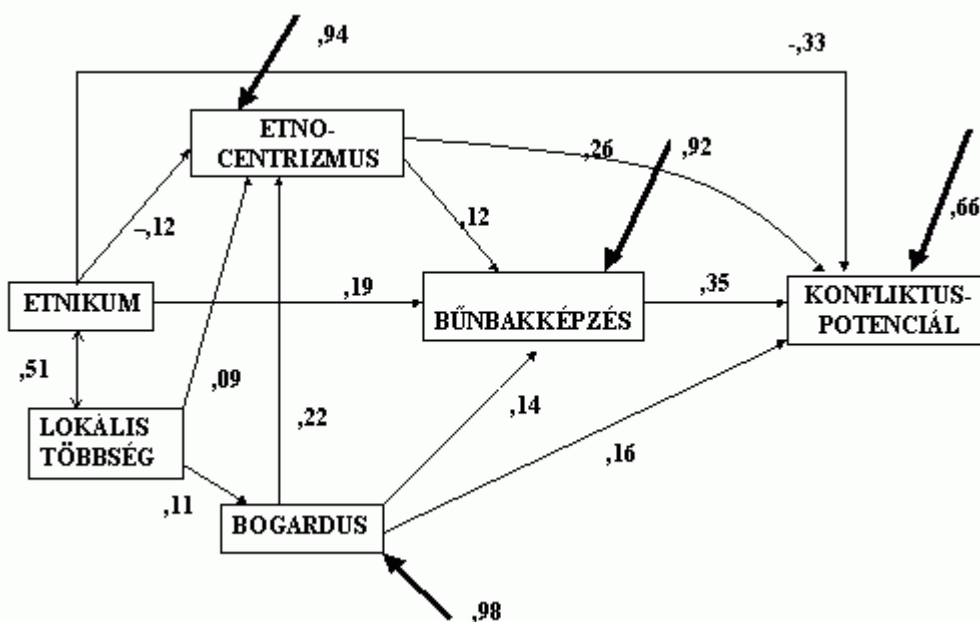 ,94
-,33
ETNO-
CENTRIZMUS
,26
,92
–,12
,12
,66
ETNIKUM
,19
BŰNBAKKÉPZÉS
,35
KONFLIKTUS-
POTENCIÁL
,51
,09
,22
,14
LOKÁLIS
TÖBBSÉG
,16
,11
BOGARDUS
,98